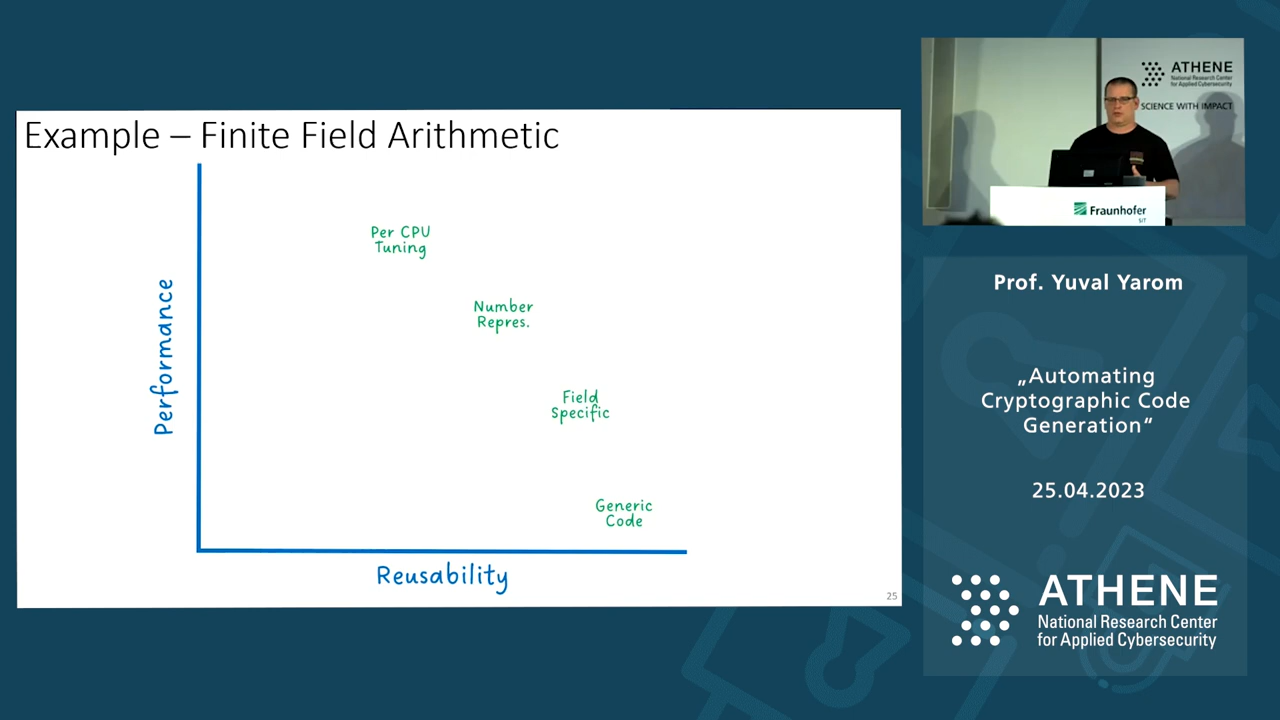 Example – Finite Field Arithmetic
Performance
Per CPU
Tuning
Number
Repres.
Field
Specific
Generic
Code
Reusability
25
ATHENE
National Research Center
for Applied Cybersecurity
SCIENCE WITH IMPACT
Fraunhofer
SIT
Prof. Yuval Yarom
„Automating
Cryptographic Code
Generation“
25.04.2023
ATHENE
National Research Center
for Applied Cybersecurity